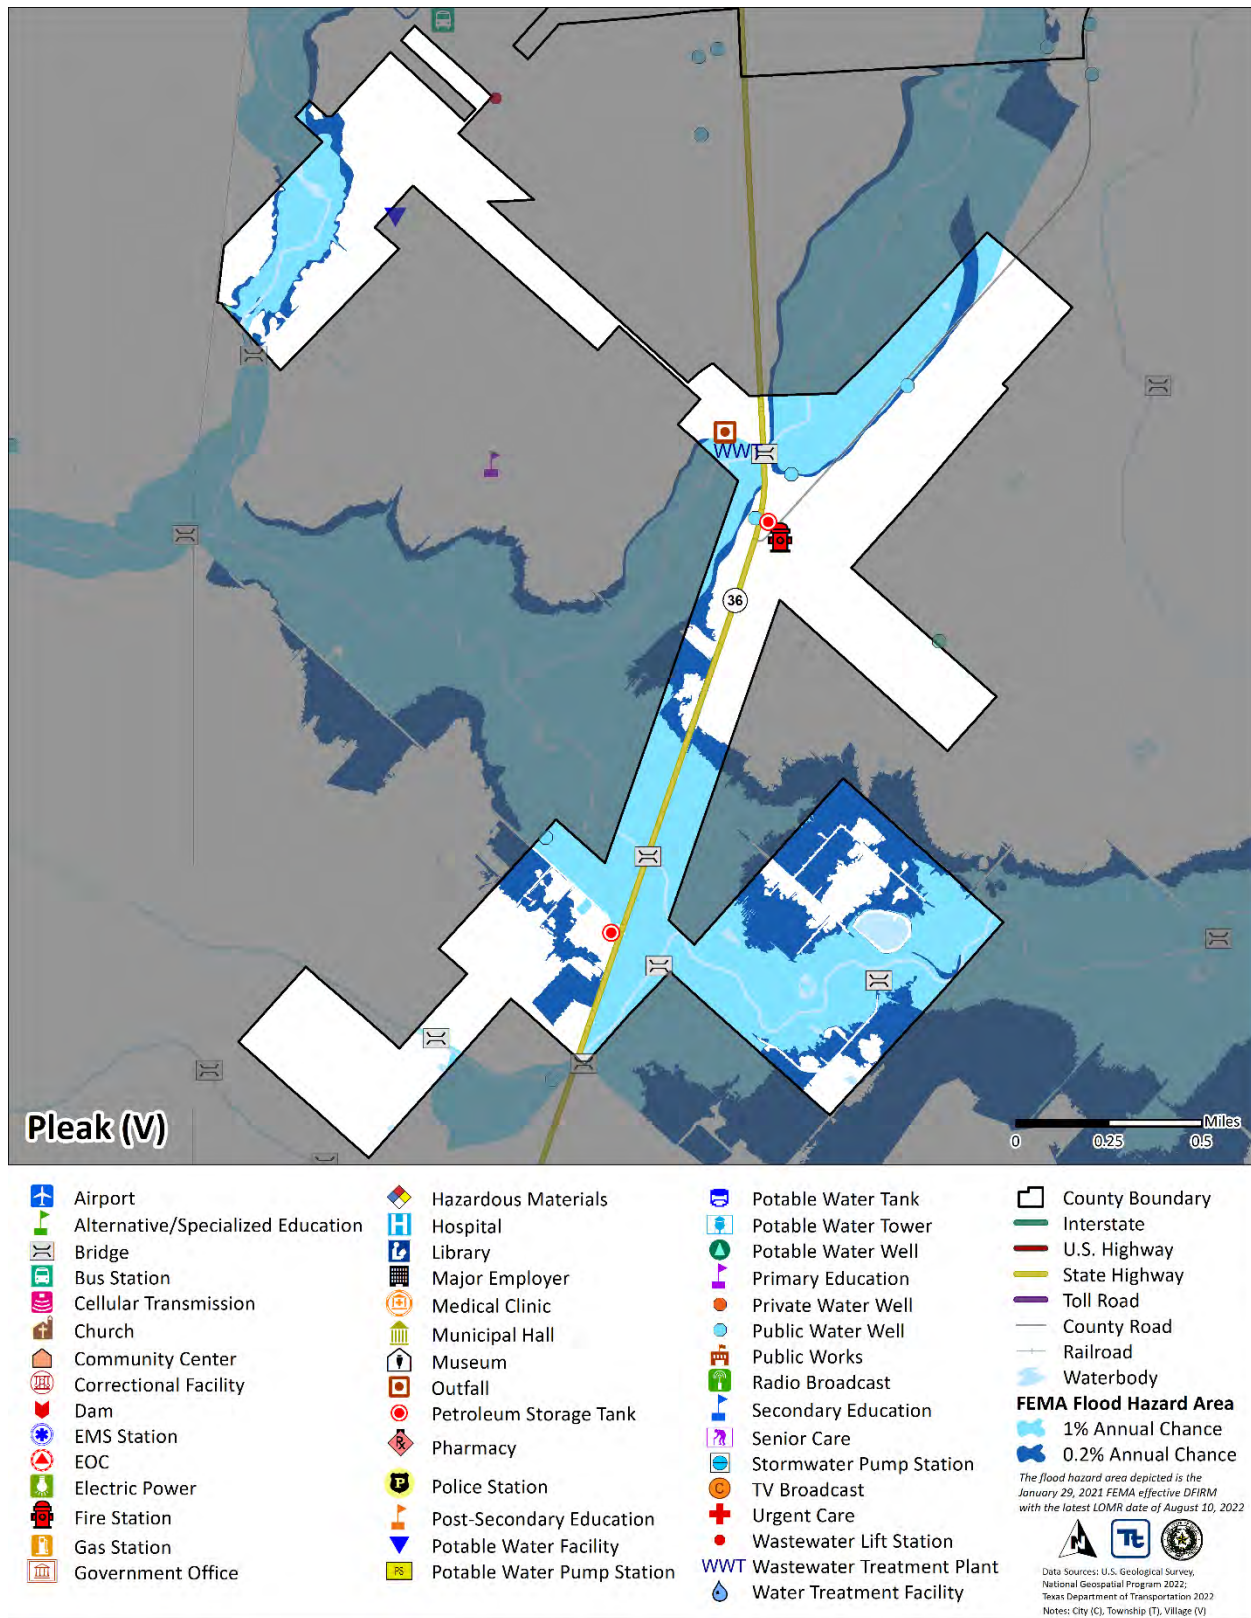 WWT
36
Pleak (V)
Miles
0 0.25 0.5
Airport
Alternative/Specialized Education
Bridge
Bus Station
Cellular Transmission
Church
Community Center
Correctional Facility
Dam
EMS Station
EOC
Electric Power
Fire Station
Gas Station
Government Office
Hazardous Materials
H Hospital
Library
Major Employer
Medical Clinic
Municipal Hall
Museum
Outfall
Petroleum Storage Tank
Rx Pharmacy
P Police Station
Post-Secondary Education
Potable Water Facility
PS Potable Water Pump Station
Potable Water Tank
Potable Water Tower
Potable Water Well
Primary Education
Private Water Well
Public Water Well
Public Works
Radio Broadcast
Secondary Education
Senior Care
Stormwater Pump Station
C TV Broadcast
Urgent Care
Wastewater Lift Station
WWT Wastewater Treatment Plant
Water Treatment Facility
County Boundary
Interstate
U.S. Highway
State Highway
Toll Road
County Road
Railroad
Waterbody
FEMA Flood Hazard Area
1% Annual Chance
0.2% Annual Chance
The flood hazard area depicted is the
January 29, 2021 FEMA effective DFIRM
with the latest LOMR date of August 10, 2022
N Tt
Data Sources: U.S. Geological Survey,
National Geospatial Program 2022;
Texas Department of Transportation 2022
Notes: City (C), Township (T), Village (V)